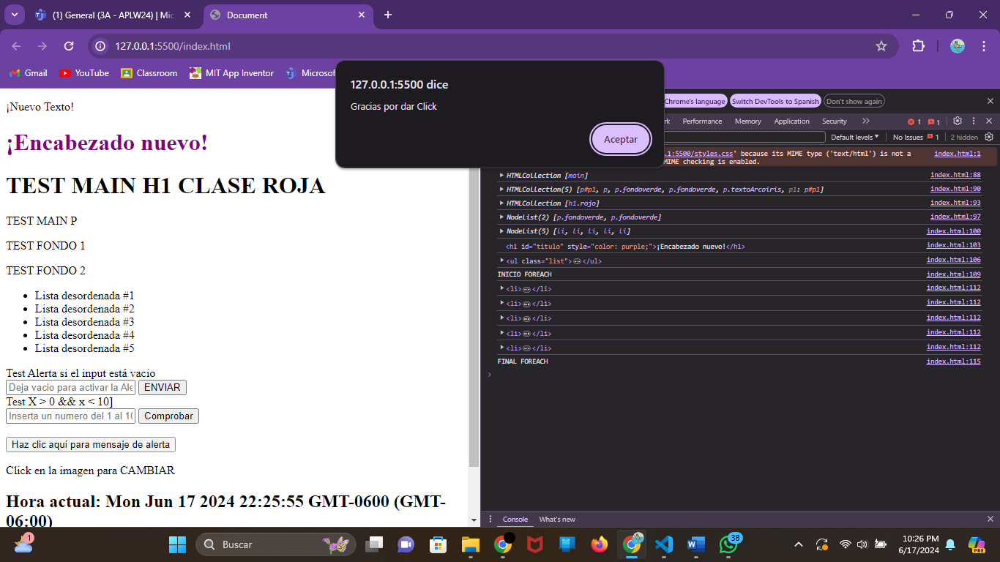 (1) General (3A - APLW24) | Mic
Document
127.0.0.1:5500/index.html
Gmail
YouTube
Classroom
MIT App Inventor
Microsof
127.0.0.1:5500 dice
Gracias por dar Click
Aceptar
¡Nuevo Texto!
¡Encabezado nuevo!
TEST MAIN H1 CLASE ROJA
TEST MAIN P
TEST FONDO 1
TEST FONDO 2
• Lista desordenada #1
• Lista desordenada #2
• Lista desordenada #3
• Lista desordenada #4
• Lista desordenada #5
Test Alerta si el input está vacio
Deja vacio para activar la Ale ENVIAR
Test X > 0 && x < 10]
Inserta un numero del 1 al 10 Comprobar
Haz clic aquí para mensaje de alerta
Click en la imagen para CAMBIAR
Hora actual: Mon Jun 17 2024 22:25:55 GMT-0600 (GMT-
06:00)
Chrome's language Switch DevTools to Spanish Don't show again
rk Performance Memory Application Security 1 1
Default levels No Issues 1 2 hidden
.1:5500/styles.css' because its MIME type ('text/html') is not a index.html:1
MIME checking is enabled.
HTMLCollection [main] index.html:88
HTMLCollection(5) [p#p1, p, p.fondoverde, p.fondoverde, p.textoArcoiris, p1: p#p1] index.html:90
HTMLCollection [h1.rojo] index.html:93
NodeList(2) [p.fondoverde, p.fondoverde] index.html:97
NodeList(5) [li, li, li, li, li] index.html:100
<h1 id="titulo" style="color: purple;">¡Encabezado nuevo!</h1> index.html:103
<ul class="list">…</ul> index.html:106
INICIO FOREACH index.html:109
<li>…</li> index.html:112
<li>…</li> index.html:112
<li>…</li> index.html:112
<li>…</li> index.html:112
<li>…</li> index.html:112
FINAL FOREACH index.html:115
Console What's new
1
Buscar
38
10:26 PM
6/17/2024
PRE